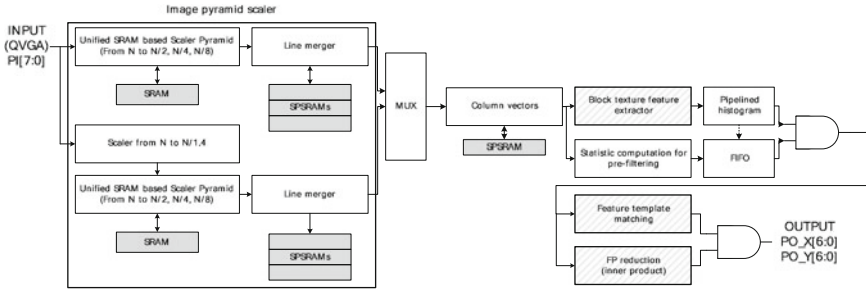 Image pyramid scaler
INPUT
(QVGA)
PI[7:0]
Unified SRAM based Scaler Pyramid
(From N to N/2, N/4, N/8)
Line merger
SRAM
SPSRAMs
MUX
Column vectors
SPSRAM
Block texture feature
extractor
Pipelined
histogram
Statistic computation for
pre-filtering
FIFO
Scaler from N to N/1.4
Unified SRAM based Scaler Pyramid
(From N to N/2, N/4, N/8)
Line merger
SRAM
SPSRAMs
Feature template
matching
FP reduction
(inner product)
OUTPUT
PO_X[6:0]
PO_Y[6:0]